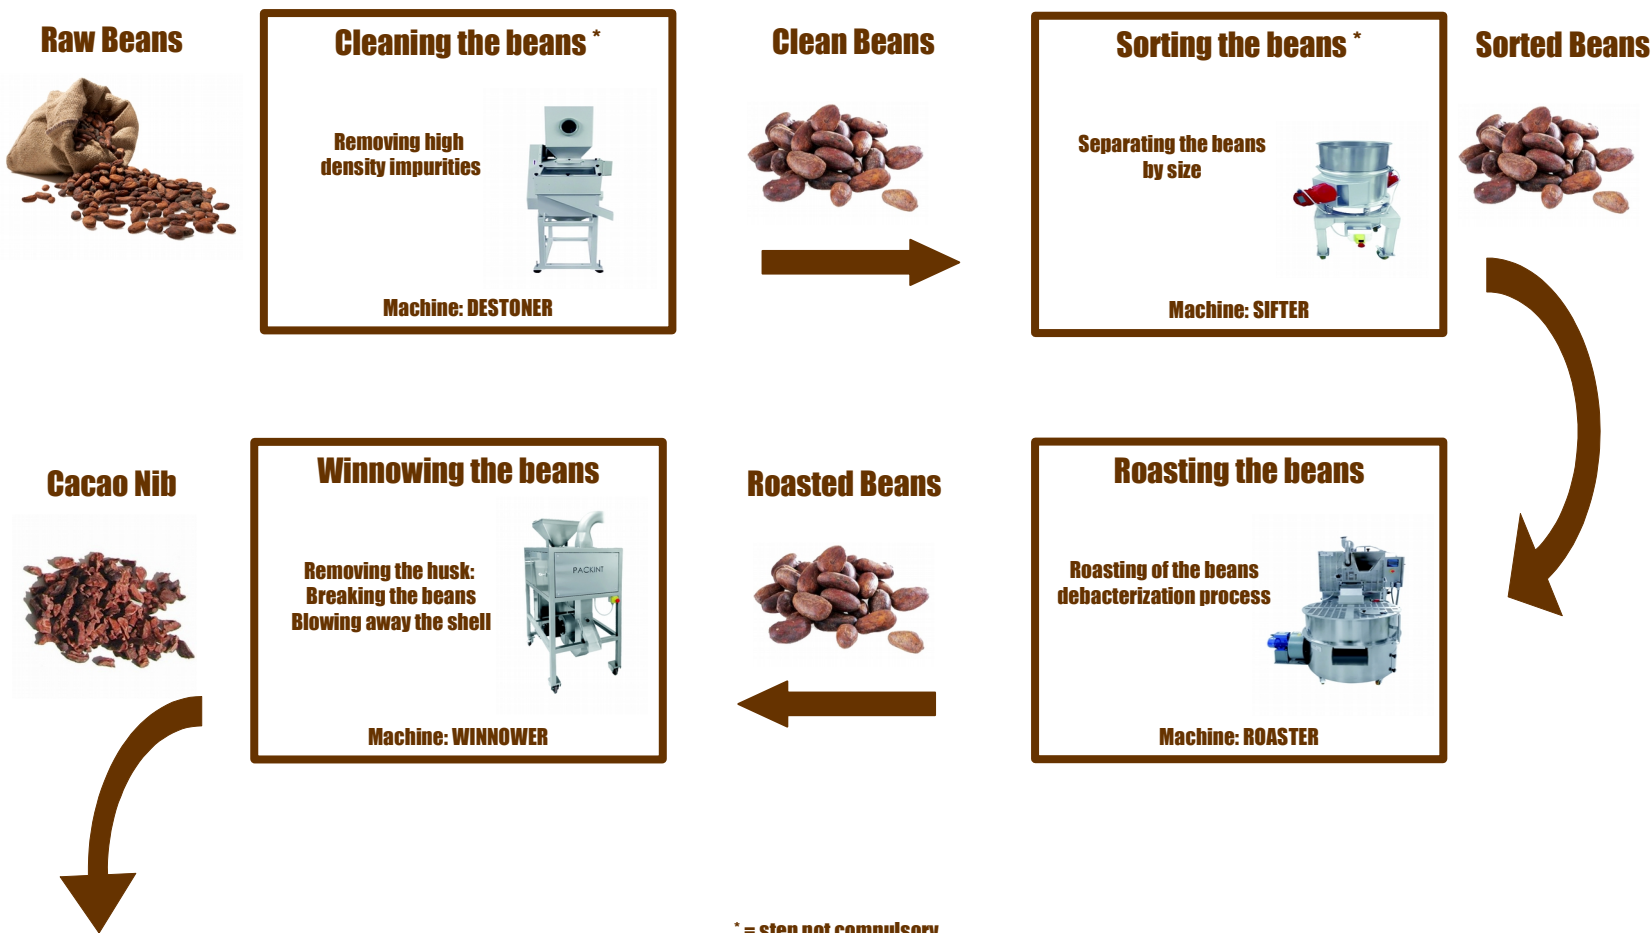 Raw Beans
Cleaning the beans *
Removing high
density impurities
Machine: DESTONER
Clean Beans
Sorting the beans *
Separating the beans
by size
Machine: SIFTER
Sorted Beans
Roasting the beans
Roasting of the beans
debacterization process
Machine: ROASTER
Roasted Beans
Winnowing the beans
Removing the husk:
Breaking the beans
Blowing away the shell
PACKINT
Machine: WINNOWER
Cacao Nib
* = step not compulsory